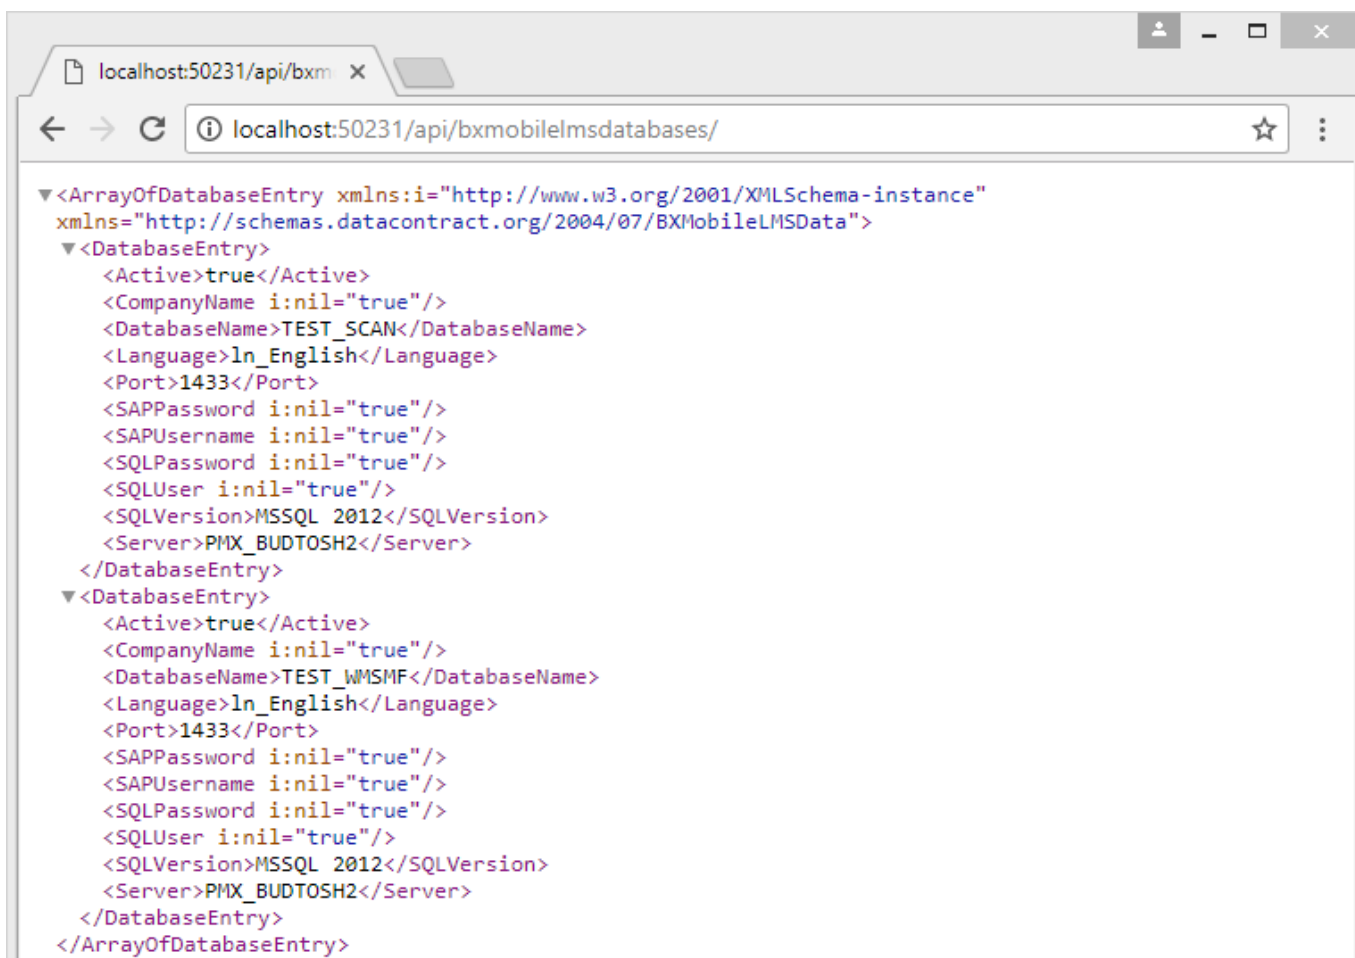 localhost:50231/api/bxm
localhost:50231/api/bxmobilelmsdatabases/
<ArrayOfDatabaseEntry xmlns:i="http://www.w3.org/2001/XMLSchema-instance"
xmlns="http://schemas.datacontract.org/2004/07/BXMobileLMSData">
<DatabaseEntry>
<Active>true</Active>
<CompanyName i:nil="true"/>
<DatabaseName>TEST_SCAN</DatabaseName>
<Language>ln_English</Language>
<Port>1433</Port>
<SAPPassword i:nil="true"/>
<SAPUsername i:nil="true"/>
<SQLPassword i:nil="true"/>
<SQLUser i:nil="true"/>
<SQLVersion>MSSQL 2012</SQLVersion>
<Server>PMX_BUDTOSH2</Server>
</DatabaseEntry>
<DatabaseEntry>
<Active>true</Active>
<CompanyName i:nil="true"/>
<DatabaseName>TEST_WMSMF</DatabaseName>
<Language>ln_English</Language>
<Port>1433</Port>
<SAPPassword i:nil="true"/>
<SAPUsername i:nil="true"/>
<SQLPassword i:nil="true"/>
<SQLUser i:nil="true"/>
<SQLVersion>MSSQL 2012</SQLVersion>
<Server>PMX_BUDTOSH2</Server>
</DatabaseEntry>
</ArrayOfDatabaseEntry>